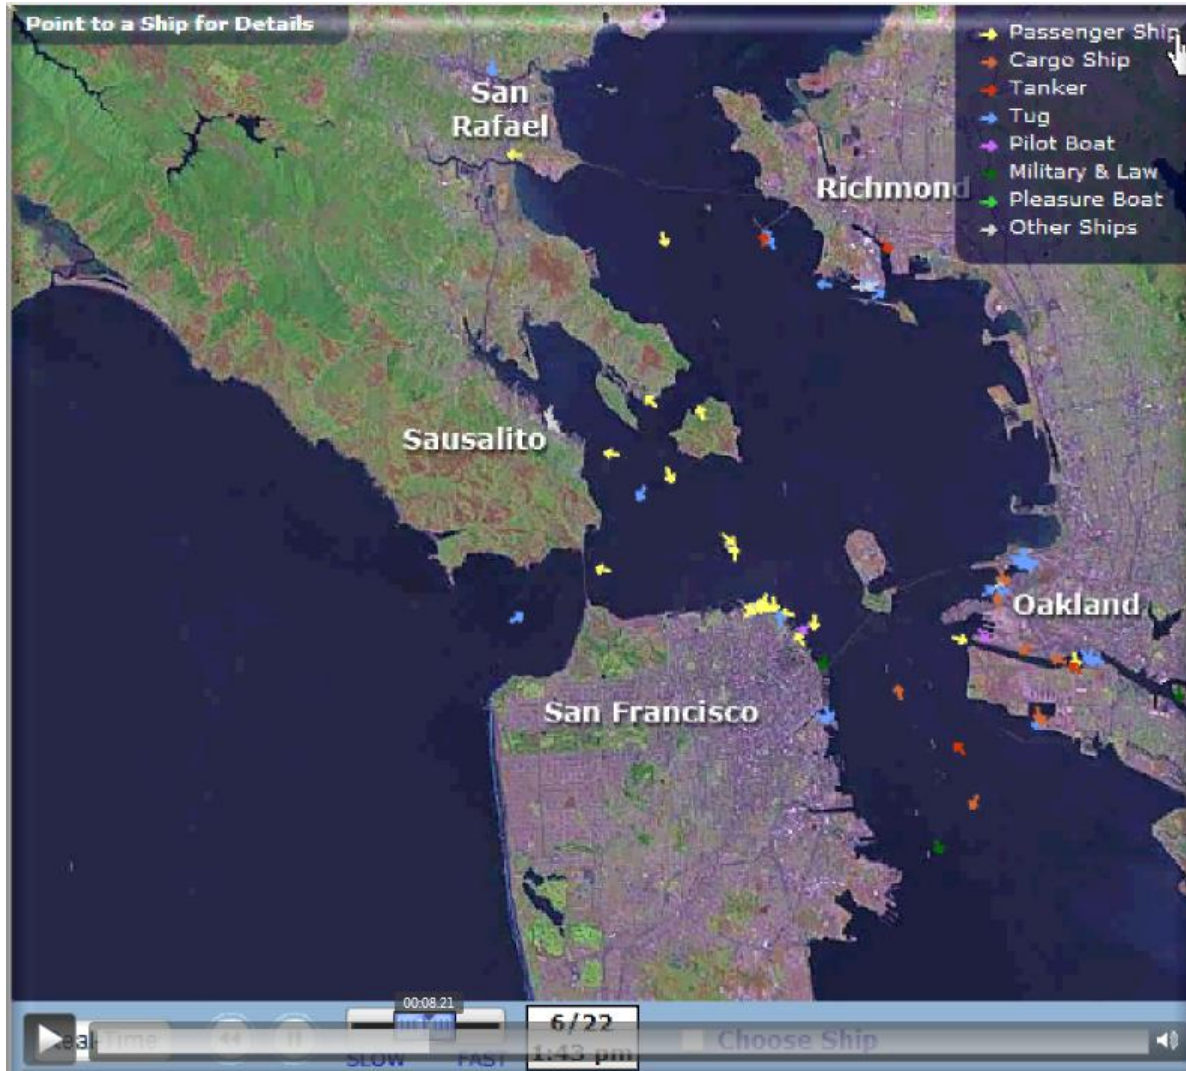 Point to a Ship for Details
Passenger Ship
Cargo Ship
Tanker
Tug
Pilot Boat
Military & Law
Pleasure Boat
Other Ships
San
Rafael
Richmond
Sausalito
Oakland
San Francisco
00:08.21
6/22
1:43 pm
Real Time
SLOW FAST
Choose Ship